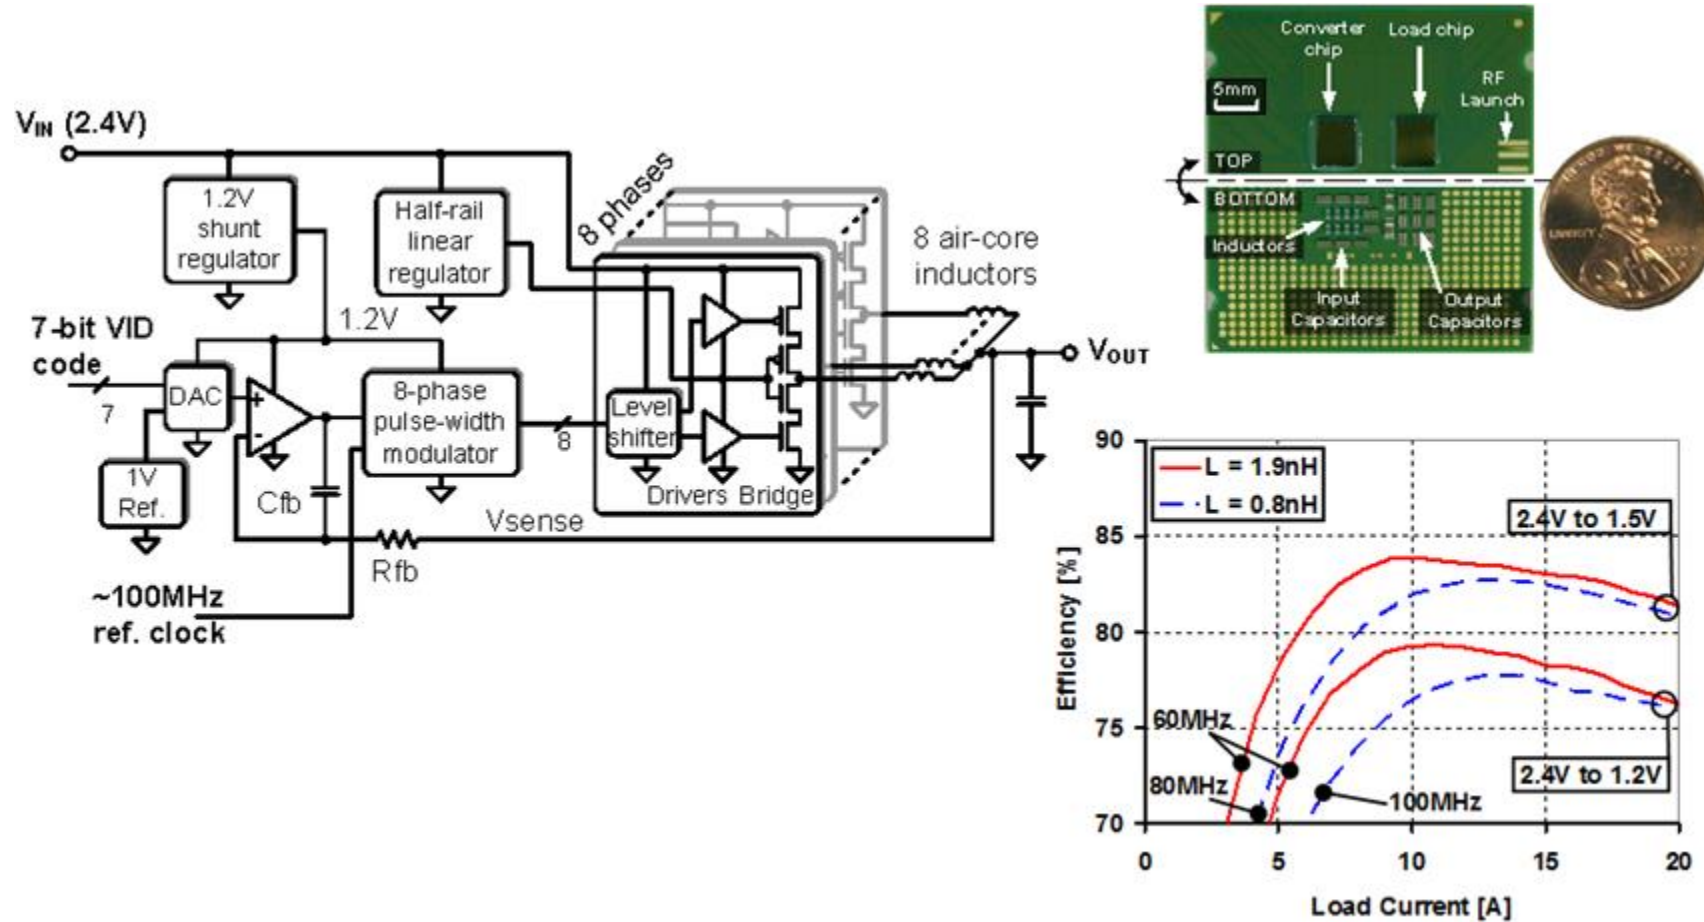 V_IN (2.4V)
1.2V
shunt
regulator
Half-rail
linear
regulator
8 phases
8 air-core
inductors
7-bit VID
code
7
DAC
+
-
1.2V
8-phase
pulse-width
modulator
8
Level
shifter
Drivers
Bridge
V_OUT
1V
Ref.
Cfb
Vsense
Rfb
~100MHz
ref. clock
Converter
chip
Load chip
RF
Launch
5mm
TOP
BOTTOM
Inductors
Input
Capacitors
Output
Capacitors
LIBERTY
90
85
80
75
70
Efficiency [%]
L = 1.9nH
L = 0.8nH
2.4V to 1.5V
60MHz
80MHz
100MHz
2.4V to 1.2V
0
5
10
15
20
Load Current [A]